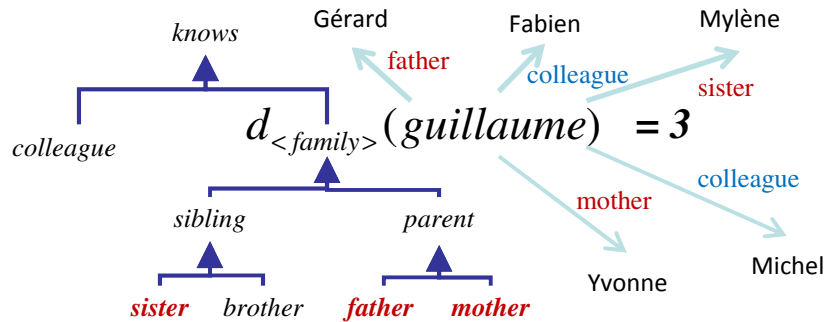 Gérard Fabien Mylène
knows
father
colleague
sister
d<family>(guillaume) = 3
colleague
colleague
mother
sibling parent
Yvonne Michel
sister brother father mother